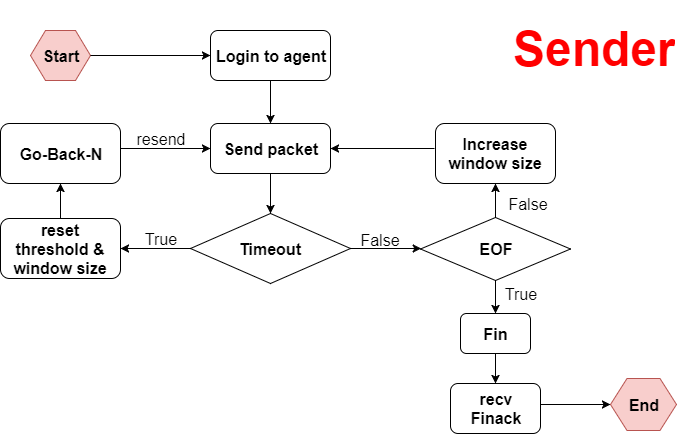 Sender
Start
Login to agent
Go-Back-N
resend
Send packet
Increase
window size
False
reset
threshold &
window size
True
Timeout
False
EOF
True
Fin
recv
Finack
End